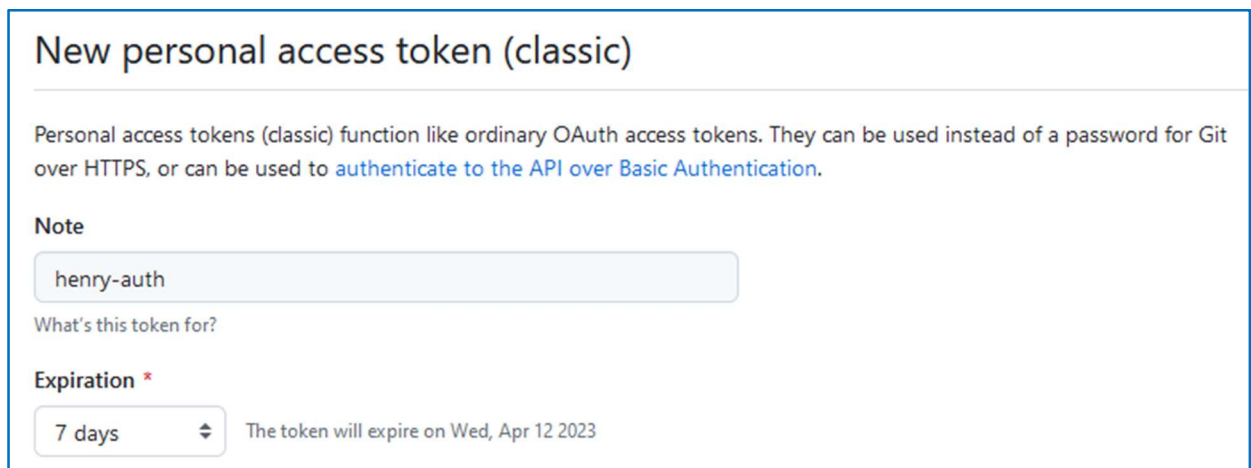 New personal access token (classic)
Personal access tokens (classic) function like ordinary OAuth access tokens. They can be used instead of a password for Git
over HTTPS, or can be used to authenticate to the API over Basic Authentication.
Note
henry-auth
What's this token for?
Expiration *
7 days The token will expire on Wed, Apr 12 2023